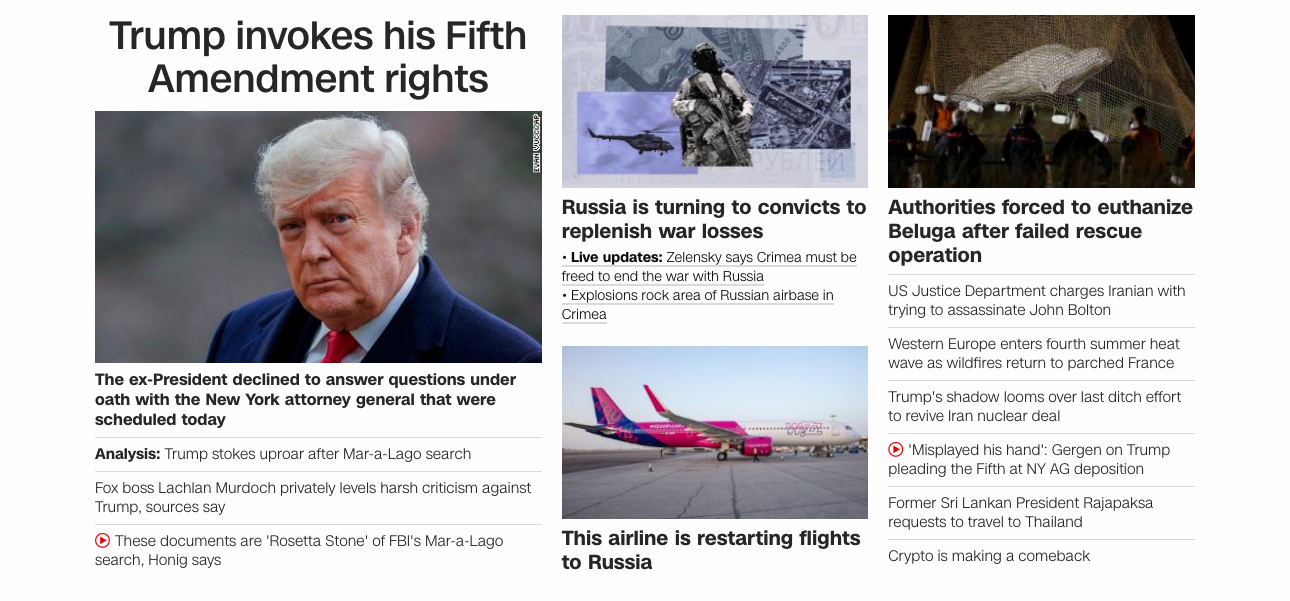 Trump invokes his Fifth
Amendment rights
EVAN VUCCI/AP
The ex-President declined to answer questions under
oath with the New York attorney general that were
scheduled today
Analysis: Trump stokes uproar after Mar-a-Lago search
Fox boss Lachlan Murdoch privately levels harsh criticism against
Trump, sources say
These documents are 'Rosetta Stone' of FBI's Mar-a-Lago
search, Honig says
РУБЛЕЙ
Russia is turning to convicts to
replenish war losses
• Live updates: Zelensky says Crimea must be
freed to end the war with Russia
• Explosions rock area of Russian airbase in
Crimea
wizzair.com
WIZZ
This airline is restarting flights
to Russia
Authorities forced to euthanize
Beluga after failed rescue
operation
US Justice Department charges Iranian with
trying to assassinate John Bolton
Western Europe enters fourth summer heat
wave as wildfires return to parched France
Trump's shadow looms over last ditch effort
to revive Iran nuclear deal
'Misplayed his hand': Gergen on Trump
pleading the Fifth at NY AG deposition
Former Sri Lankan President Rajapaksa
requests to travel to Thailand
Crypto is making a comeback